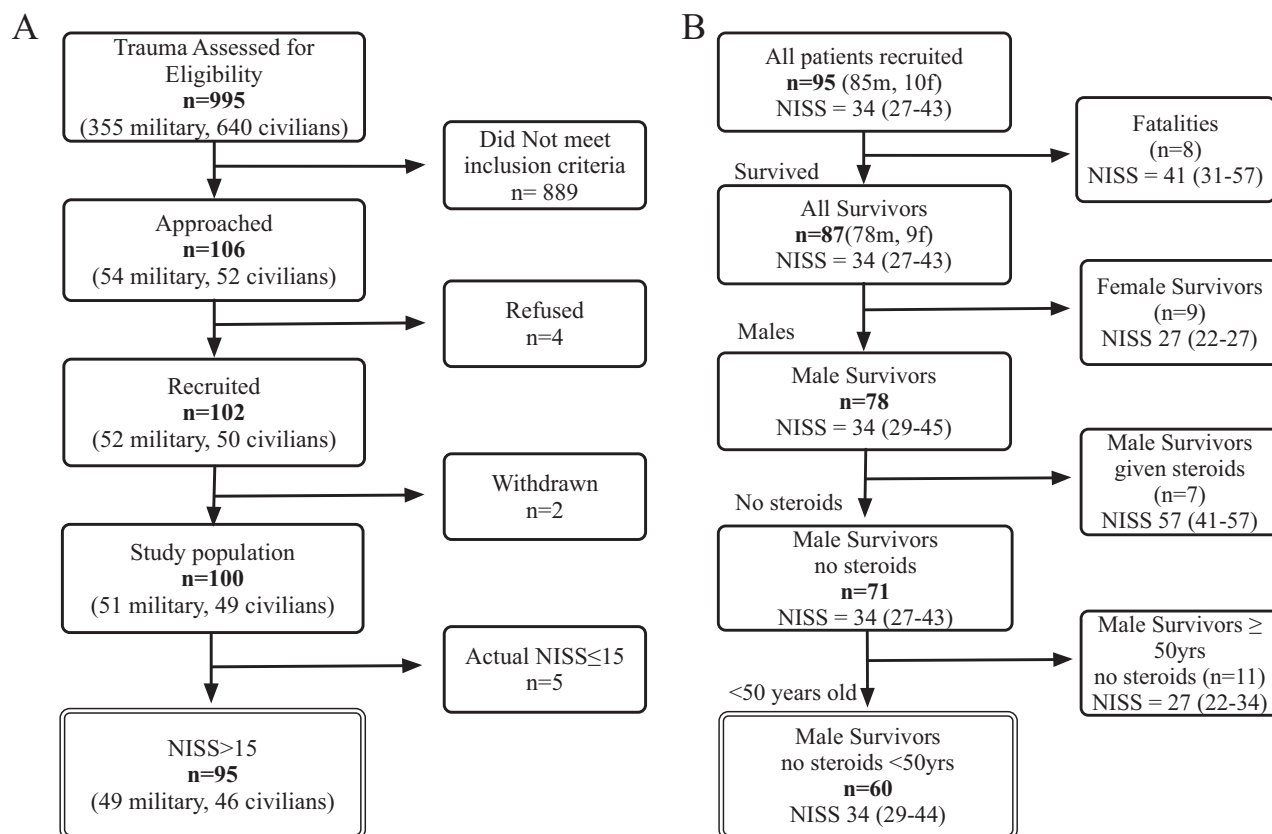 A
Trauma Assessed for
Eligibility
n=995
(355 military, 640 civilians)
Did Not meet
inclusion criteria
n= 889
Approached
n=106
(54 military, 52 civilians)
Refused
n=4
Recruited
n=102
(52 military, 50 civilians)
Withdrawn
n=2
Study population
n=100
(51 military, 49 civilians)
Actual NISS≤15
n=5
NISS>15
n=95
(49 military, 46 civilians)
B
All patients recruited
n=95 (85m, 10f)
NISS = 34 (27-43)
Fatalities
(n=8)
NISS = 41 (31-57)
Survived
All Survivors
n=87(78m, 9f)
NISS = 34 (27-43)
Female Survivors
(n=9)
NISS 27 (22-27)
Males
Male Survivors
n=78
NISS = 34 (29-45)
Male Survivors
given steroids
(n=7)
NISS 57 (41-57)
No steroids
Male Survivors
no steroids
n=71
NISS = 34 (27-43)
Male Survivors ≥
50yrs
no steroids (n=11)
NISS = 27 (22-34)
<50 years old
Male Survivors
no steroids <50yrs
n=60
NISS 34 (29-44)